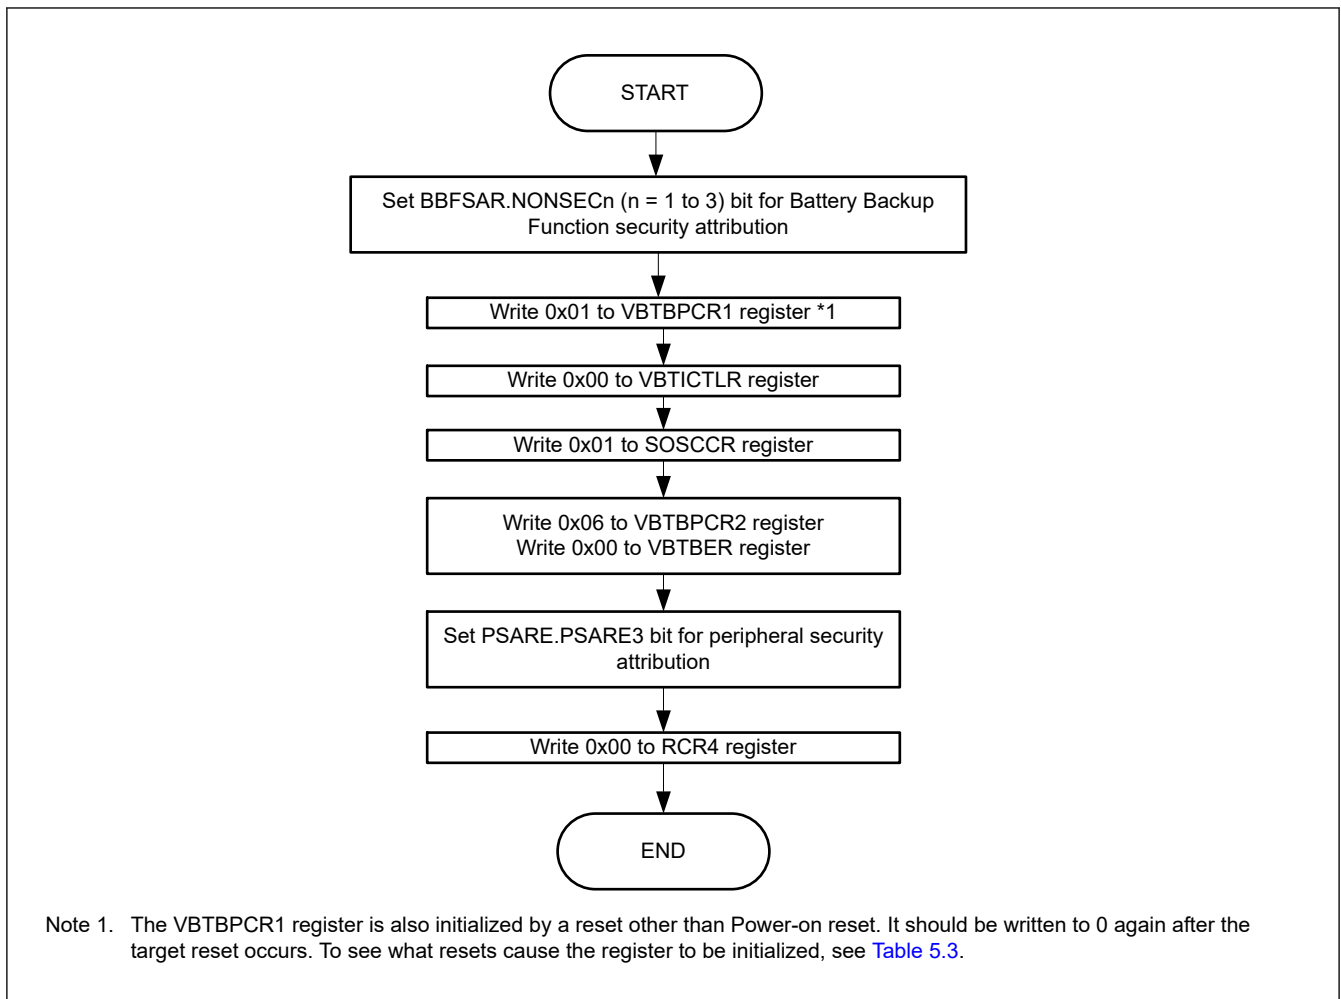 START
Set BBFSAR.NONSECn (n = 1 to 3) bit for Battery Backup
Function security attribution
Write 0x01 to VBTBPCR1 register *1
Write 0x00 to VBTICTLR register
Write 0x01 to SOSCCR register
Write 0x06 to VBTBPCR2 register
Write 0x00 to VBTBER register
Set PSARE.PSARE3 bit for peripheral security
attribution
Write 0x00 to RCR4 register
END
Note 1. The VBTBPCR1 register is also initialized by a reset other than Power-on reset. It should be written to 0 again after the
target reset occurs. To see what resets cause the register to be initialized, see Table 5.3.